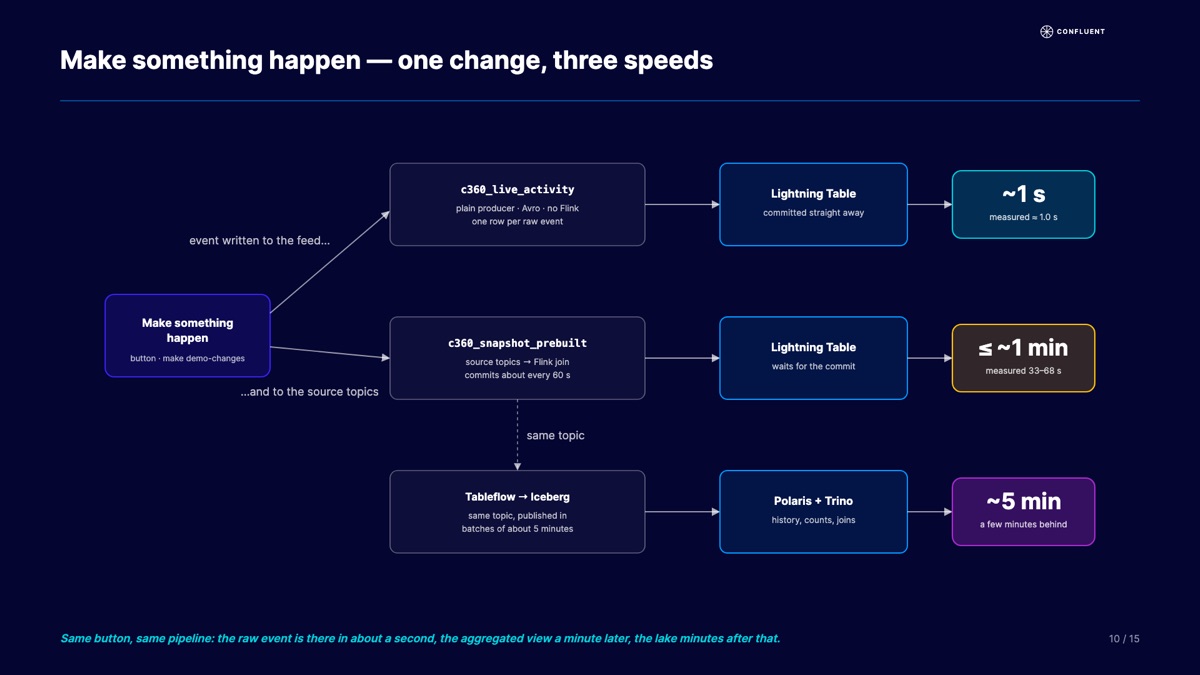 CONFLUENT
Make something happen — one change, three speeds
c360_live_activity
plain producer · Avro · no Flink
one row per raw event
Lightning Table
committed straight away
~1 s
measured ≈ 1.0 s
event written to the feed...
Make something
happen
button · make demo-changes
c360_snapshot_prebuilt
source topics → Flink join
commits about every 60 s
Lightning Table
waits for the commit
≤ ~1 min
measured 33–68 s
...and to the source topics
same topic
Tableflow → Iceberg
same topic, published in
batches of about 5 minutes
Polaris + Trino
history, counts, joins
~5 min
a few minutes behind
Same button, same pipeline: the raw event is there in about a second, the aggregated view a minute later, the lake minutes after that.
10 / 15